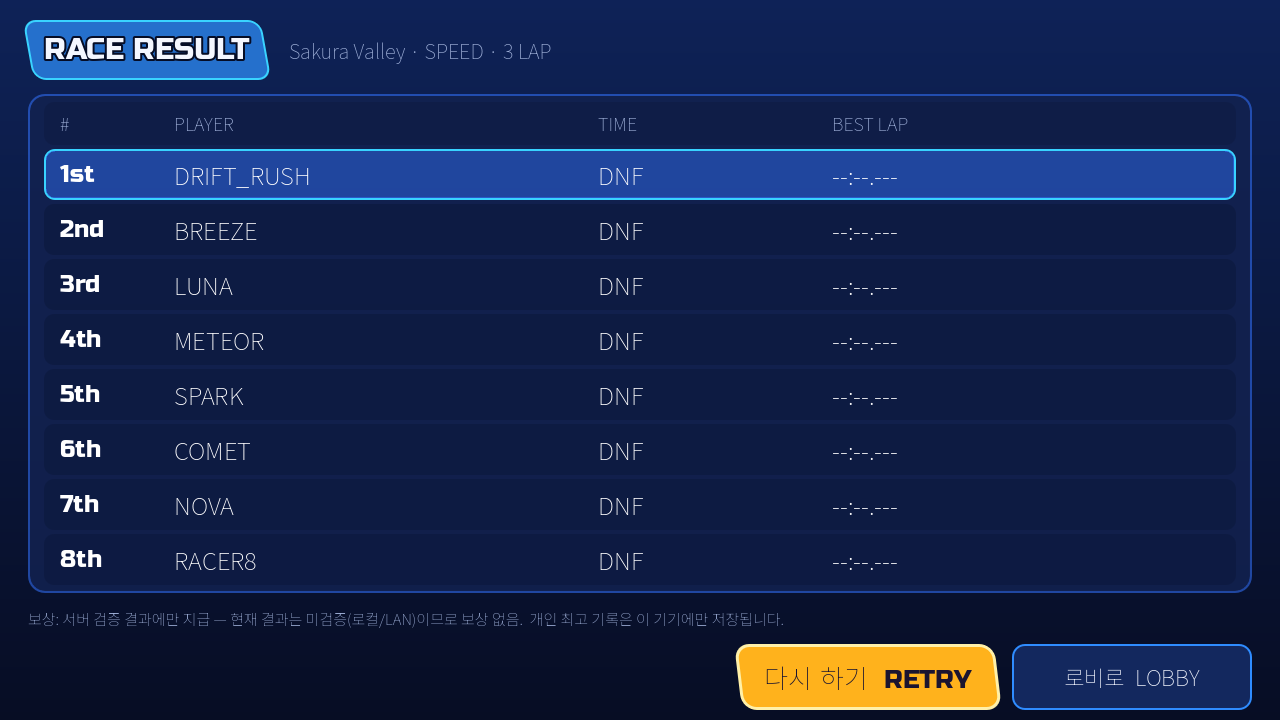 RACE RESULT Sakura Valley · SPEED · 3 LAP
# PLAYER TIME BEST LAP
1st DRIFT_RUSH DNF --:--.---
2nd BREEZE DNF --:--.---
3rd LUNA DNF --:--.---
4th METEOR DNF --:--.---
5th SPARK DNF --:--.---
6th COMET DNF --:--.---
7th NOVA DNF --:--.---
8th RACER8 DNF --:--.---
보상: 서버 검증 결과에만 지급 — 현재 결과는 미검증(로컬/LAN)이므로 보상 없음. 개인 최고 기록은 이 기기에만 저장됩니다.
다시 하기 RETRY 로비로 LOBBY